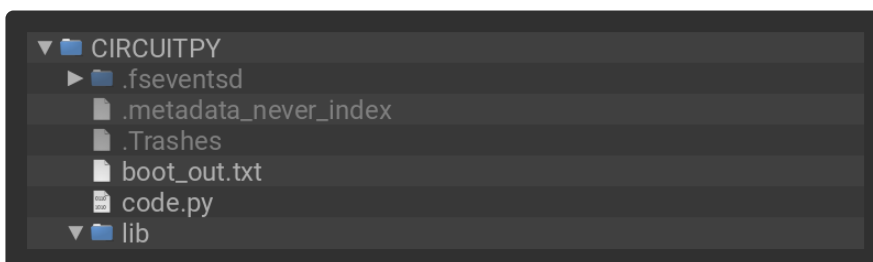 CIRCUITPY
.fseventsd
.metadata_never_index
.Trashes
boot_out.txt
code.py
lib